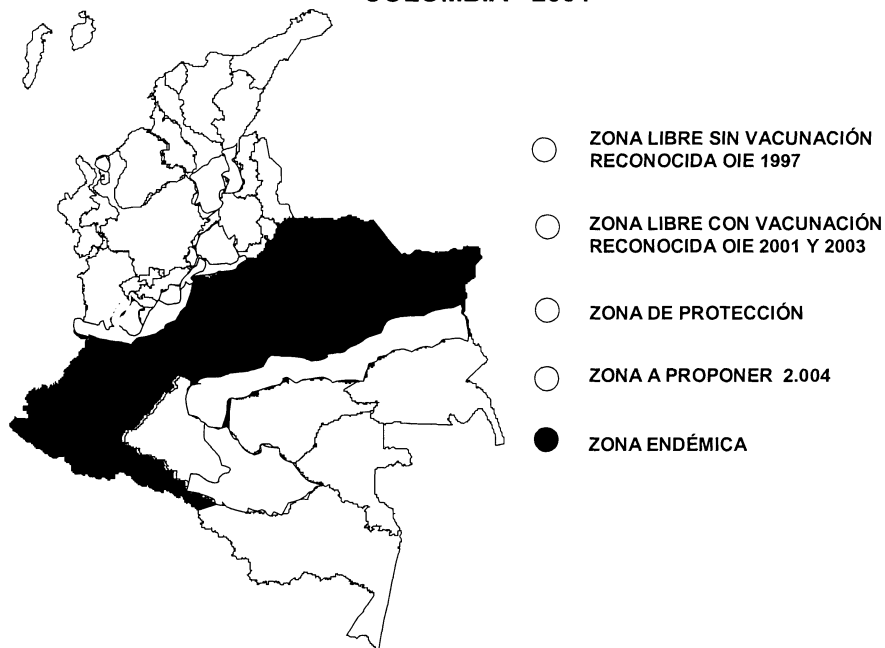 ZONA LIBRE SIN VACUNACIÓN
RECONOCIDA OIE 1997
ZONA LIBRE CON VACUNACIÓN
RECONOCIDA OIE 2001 Y 2003
ZONA DE PROTECCIÓN
ZONA A PROPONER 2.004
ZONA ENDÉMICA